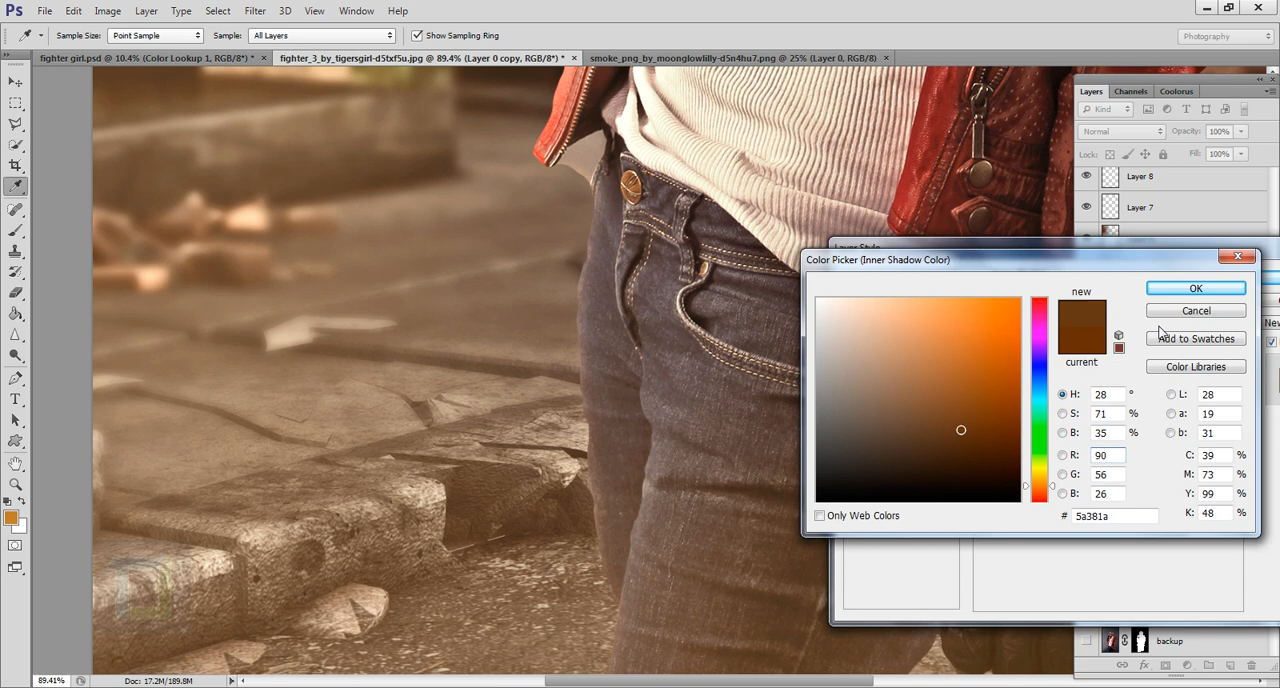 Ps File Edit Image Layer Type Select Filter 3D View Window Help
Sample Size: Point Sample Sample: All Layers Show Sampling Ring Photography
fighter girl.psd @ 10.4% (Color Lookup 1, RGB/8*) * × fighter_3_by_tigersgirl-d5txf5u.jpg @ 89.4% (Layer 0 copy, RGB/8*) * × smoke_png_by_moonglowlilly-d5n4hu7.png @ 25% (Layer 0, RGB/8) ×
Layers Channels Coolorus
Kind
Normal Opacity: 100%
Lock: Fill: 100%
Layer 8
Layer 7
Layer Style
Color Picker (Inner Shadow Color)
new
OK
Cancel
Add to Swatches
current
Color Libraries
H: 28 ° L: 28
S: 71 % a: 19
B: 35 % b: 31
R: 90 C: 39 %
G: 56 M: 73 %
B: 26 Y: 99 %
# 5a381a K: 48 %
Only Web Colors
backup
89.41% Doc: 17.2M/189.8M